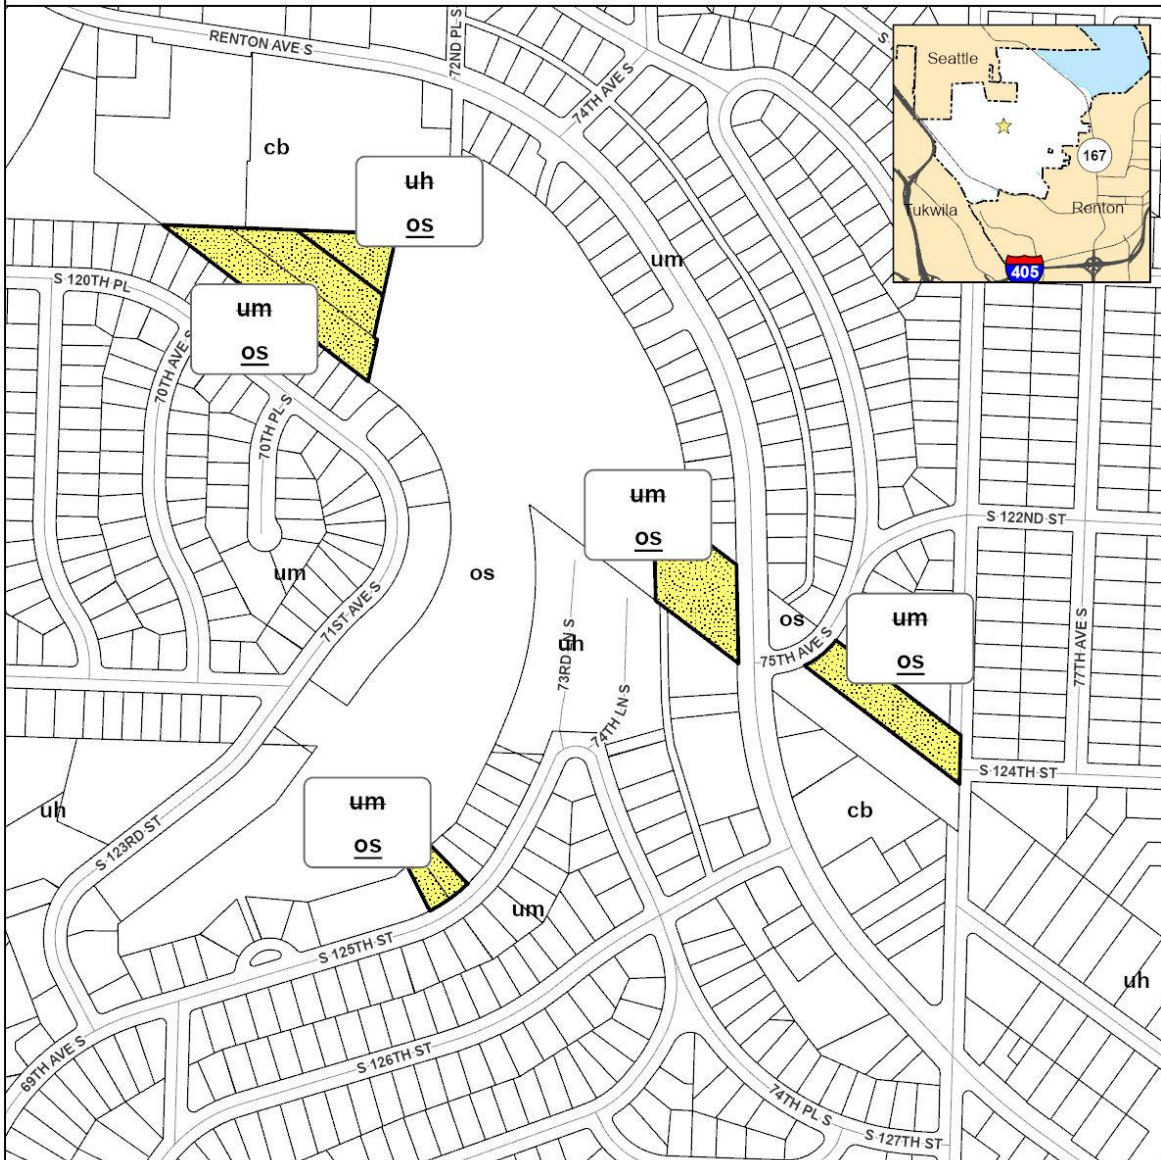 RENTON AVE S
72ND PL S
74TH AVE S
S
Seattle
167
Tukwila
Renton
405
cb
uh
os
um
S 120TH PL
um
os
70TH AVE S
70TH PL S
um
os
um
os
S 122ND ST
um
71ST AVE S
os
uh
73RD LN S
74TH LN S
os
75TH AVE S
um
os
77TH AVE S
S 124TH ST
uh
S 123RD ST
um
os
cb
um
S 125TH ST
uh
S 126TH ST
69TH AVE S
74TH PL S
S 127TH ST